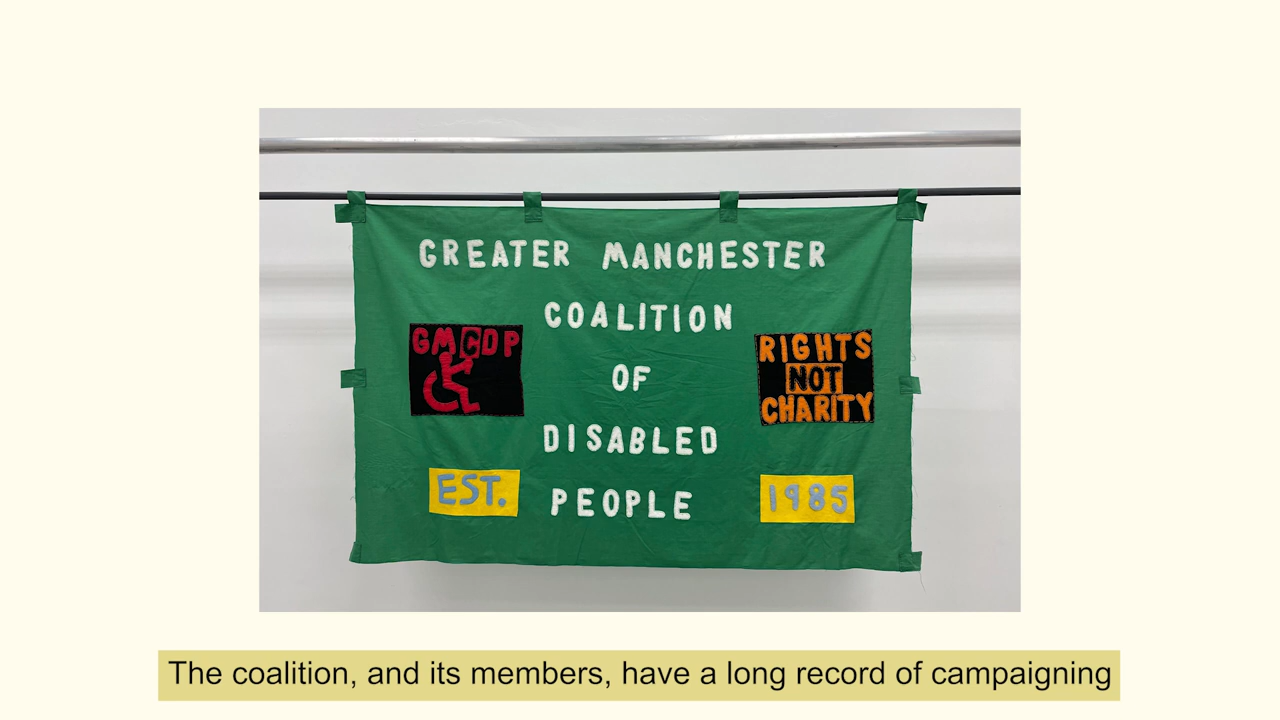 GREATER MANCHESTER
COALITION
OF
DISABLED
PEOPLE
GMCDP
RIGHTS
NOT
CHARITY
EST.
1985
The coalition, and its members, have a long record of campaigning